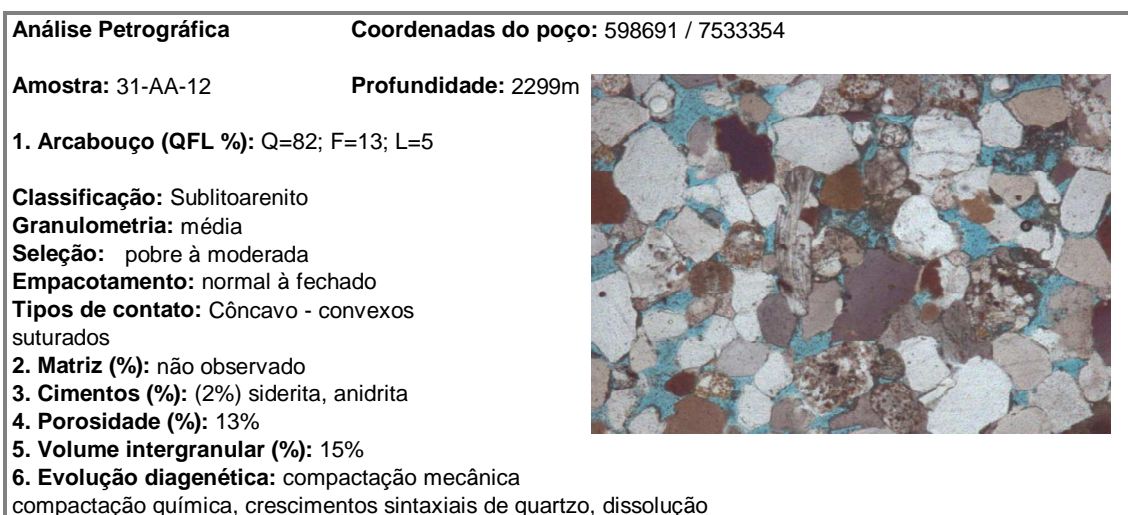 Análise Petrográfica Coordenadas do poço: 598691 / 7533354
Amostra: 31-AA-12 Profundidade: 2299m
1. Arcabouço (QFL %): Q=82; F=13; L=5
Classificação: Sublitoarenito
Granulometria: média
Seleção: pobre à moderada
Empacotamento: normal à fechado
Tipos de contato: Côncavo - convexos
suturados
2. Matriz (%): não observado
3. Cimentos (%): (2%) siderita, anidrita
4. Porosidade (%): 13%
5. Volume intergranular (%): 15%
6. Evolução diagenética: compactação mecânica
compactação química, crescimentos sintaxiais de quartzo, dissolução